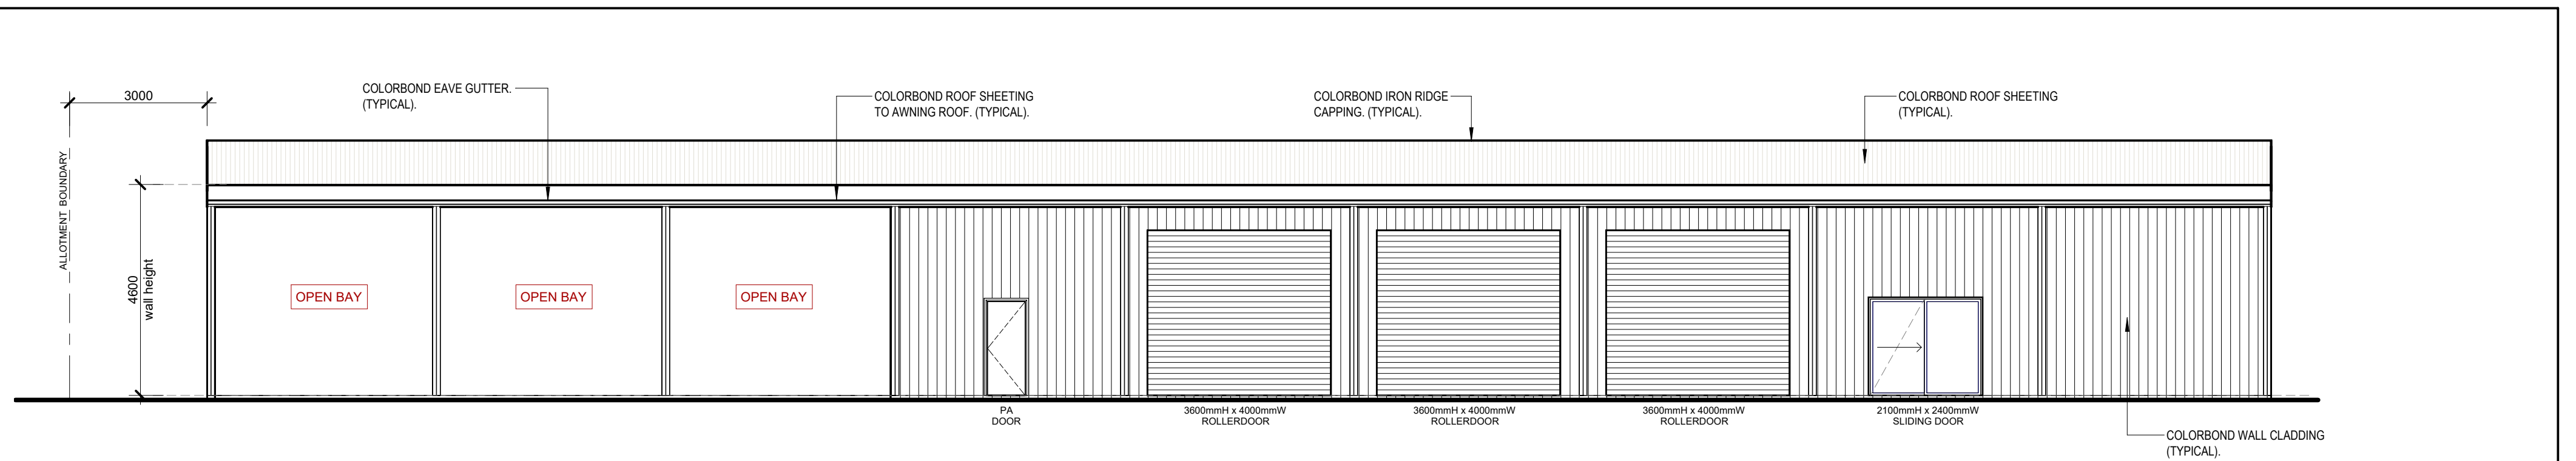 3000
COLORBOND EAVE GUTTER.
(TYPICAL).
COLORBOND ROOF SHEETING
TO AWNING ROOF. (TYPICAL).
COLORBOND IRON RIDGE
CAPPING. (TYPICAL).
COLORBOND ROOF SHEETING
(TYPICAL).
ALLOTMENT BOUNDARY
4600
wall height
OPEN BAY
OPEN BAY
OPEN BAY
PA
DOOR
3600mmH x 4000mmW
ROLLERDOOR
3600mmH x 4000mmW
ROLLERDOOR
3600mmH x 4000mmW
ROLLERDOOR
2100mmH x 2400mmW
SLIDING DOOR
COLORBOND WALL CLADDING
(TYPICAL).